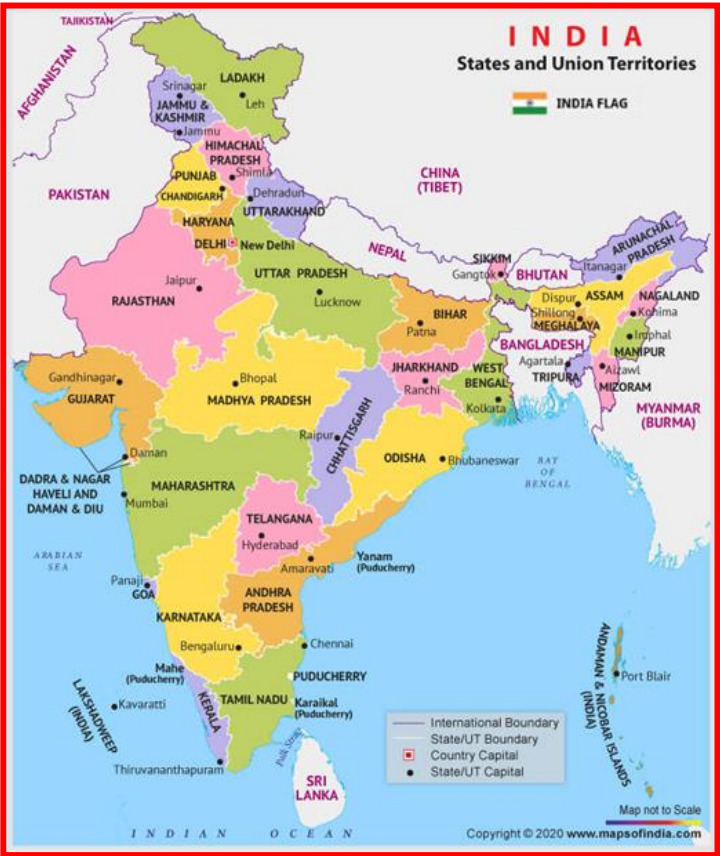 INDIA
States and Union Territories
INDIA FLAG
TAJIKISTAN
AFGHANISTAN
PAKISTAN
CHINA
(TIBET)
LADAKH
Leh
Srinagar
JAMMU &
KASHMIR
Jammu
HIMACHAL
PRADESH
Shimla
PUNJAB
CHANDIGARH
Dehradun
UTTARAKHAND
HARYANA
DELHI
New Delhi
NEPAL
SIKKIM
Gangtok
BHUTAN
ARUNACHAL
PRADESH
Itanagar
Jaipur
RAJASTHAN
UTTAR PRADESH
Lucknow
BIHAR
Patna
Dispur
ASSAM
NAGALAND
Shillong
Kohima
MEGHALAYA
Imphal
MANIPUR
BANGLADESH
Agartala
TRIPURA
Aizawl
MIZORAM
MYANMAR
(BURMA)
Gandhinagar
GUJARAT
Bhopal
MADHYA PRADESH
JHARKHAND
Ranchi
WEST
BENGAL
Kolkata
Raipur
CHHATTISGARH
ODISHA
Bhubaneswar
BAY
OF
BENGAL
Daman
DADRA & NAGAR
HAVELI AND
DAMAN & DIU
MAHARASHTRA
Mumbai
TELANGANA
Hyderabad
ARABIAN
SEA
Amaravati
Yanam
(Puducherry)
Panaji
GOA
ANDHRA
PRADESH
KARNATAKA
Bengaluru
Chennai
Mahe
(Puducherry)
PUDUCHERRY
LAKSHADWEEP
(INDIA)
Kavaratti
KERALA
TAMIL NADU
Karaikal
(Puducherry)
Thiruvananthapuram
Palk Strait
SRI
LANKA
ANDAMAN & NICOBAR ISLANDS
(INDIA)
Port Blair
International Boundary
State/UT Boundary
Country Capital
State/UT Capital
INDIAN OCEAN
Map not to Scale
Copyright © 2020 www.mapsofindia.com